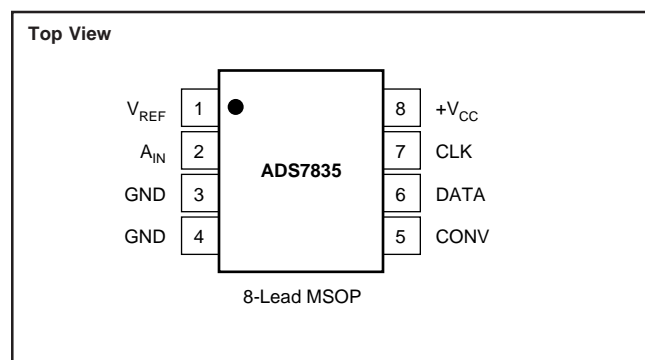 Top View
V_REF 1 8 +V_CC
A_IN 2 7 CLK
ADS7835
GND 3 6 DATA
GND 4 5 CONV
8-Lead MSOP